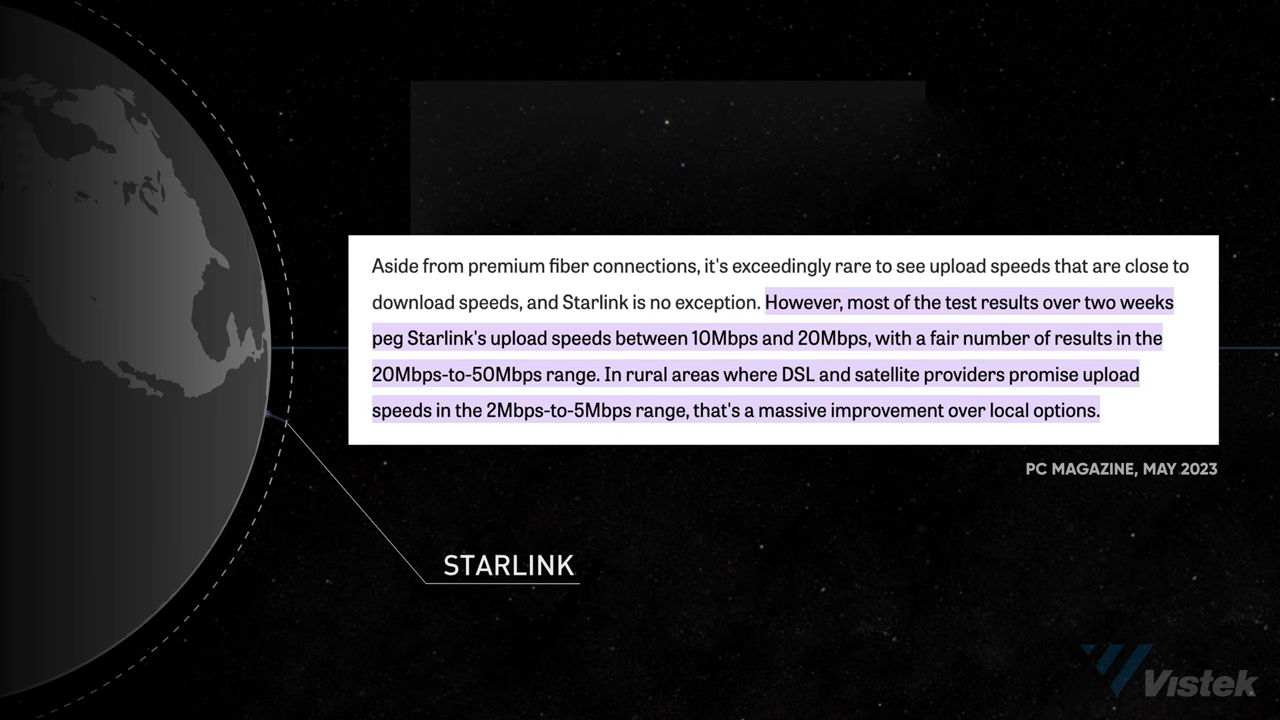 Aside from premium fiber connections, it's exceedingly rare to see upload speeds that are close to
download speeds, and Starlink is no exception. However, most of the test results over two weeks
peg Starlink's upload speeds between 10Mbps and 20Mbps, with a fair number of results in the
20Mbps-to-50Mbps range. In rural areas where DSL and satellite providers promise upload
speeds in the 2Mbps-to-5Mbps range, that's a massive improvement over local options.
PC MAGAZINE, MAY 2023
STARLINK
Vistek